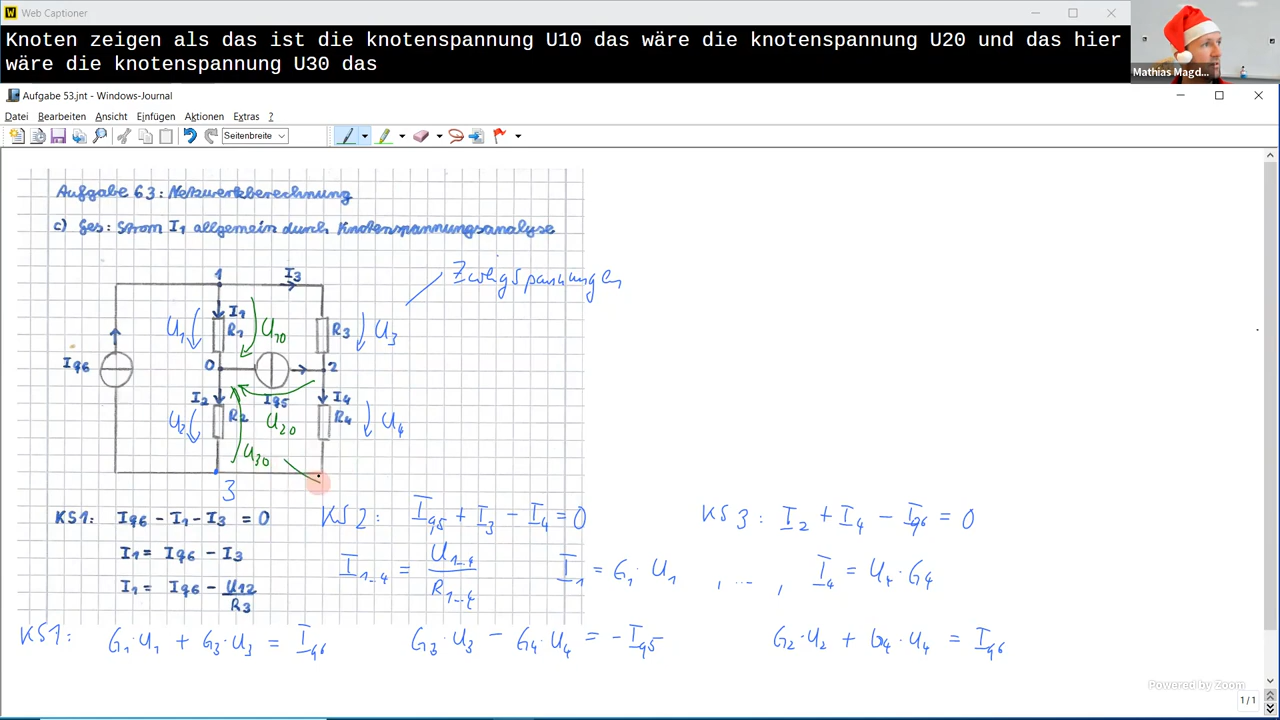 Web Captioner
Knoten zeigen als das ist die knotenspannung U10 das wäre die knotenspannung U20 und das hier
wäre die knotenspannung U30 das
Mathias Magd...
Aufgabe 53.jnt - Windows-Journal
Datei Bearbeiten Ansicht Einfügen Aktionen Extras ?
Seitenbreite
Aufgabe 63: Netzwerkberechnung
c) Ges: Strom I1 allgemein durch Knotenspannungsanalyse
Zweigspannungen
1 I3
I1
U1 R1 U10 R3 U3
Iq6 0 2
I2 Iq5 I4
U2 R2 U20 R4 U4
U30
3
KS1: Iq6 - I1 - I3 = 0 KS2: Iq5 + I3 - I4 = 0 KS3: I2 + I4 - Iq6 = 0
I1 = Iq6 - I3 I1-4 = U1-4 / R1-4 I1 = G1 · U1 , ... , I4 = U4 · G4
I1 = Iq6 - U12 / R3
KS1: G1·U1 + G3·U3 = Iq6 G3·U3 - G4·U4 = -Iq5 G2·U2 + G4·U4 = Iq6
Powered by Zoom
1/1